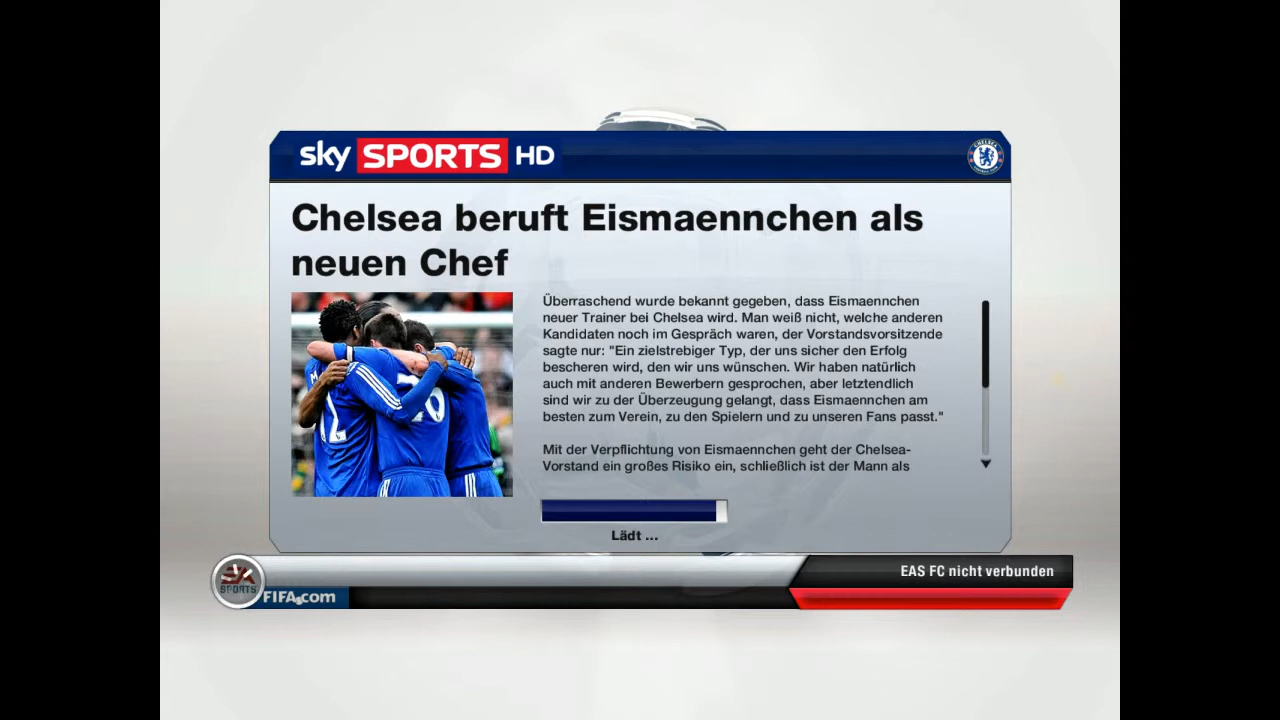 sky SPORTS HD
CHELSEA
Chelsea beruft Eismaennchen als
neuen Chef
Überraschend wurde bekannt gegeben, dass Eismaennchen
neuer Trainer bei Chelsea wird. Man weiß nicht, welche anderen
Kandidaten noch im Gespräch waren, der Vorstandsvorsitzende
sagte nur: "Ein zielstrebiger Typ, der uns sicher den Erfolg
bescheren wird, den wir uns wünschen. Wir haben natürlich
auch mit anderen Bewerbern gesprochen, aber letztendlich
sind wir zu der Überzeugung gelangt, dass Eismaennchen am
besten zum Verein, zu den Spielern und zu unseren Fans passt."
Mit der Verpflichtung von Eismaennchen geht der Chelsea-
Vorstand ein großes Risiko ein, schließlich ist der Mann als
Lädt ...
EAS FC nicht verbunden
EA SPORTS
FIFA.com